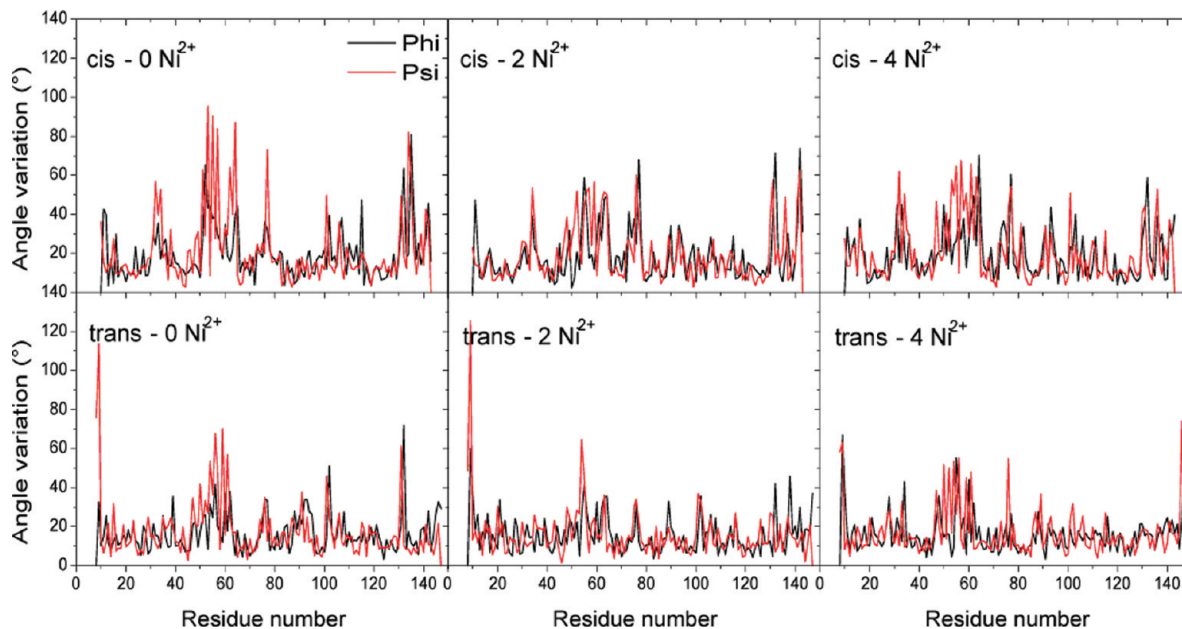 140
120
100
80
60
40
20
140
Angle variation (°)
cis - 0 Ni²⁺
Phi
Psi
cis - 2 Ni²⁺
cis - 4 Ni²⁺
120
100
80
60
40
20
0
Angle variation (°)
trans - 0 Ni²⁺
trans - 2 Ni²⁺
trans - 4 Ni²⁺
0 20 40 60 80 100 120 140 0 20 40 60 80 100 120 140 20 40 60 80 100 120 140
Residue number Residue number Residue number